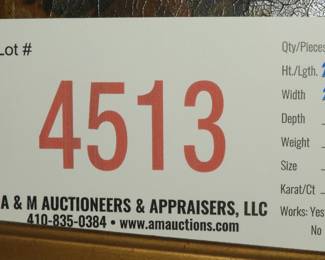 Lot #
4513
A & M AUCTIONEERS & APPRAISERS, LLC
410-835-0384 • www.amauctions.com
Qty/Pieces
Ht./Lgth.
Width
Depth
Weight
Size
Karat/Ct
Works: Yes
No